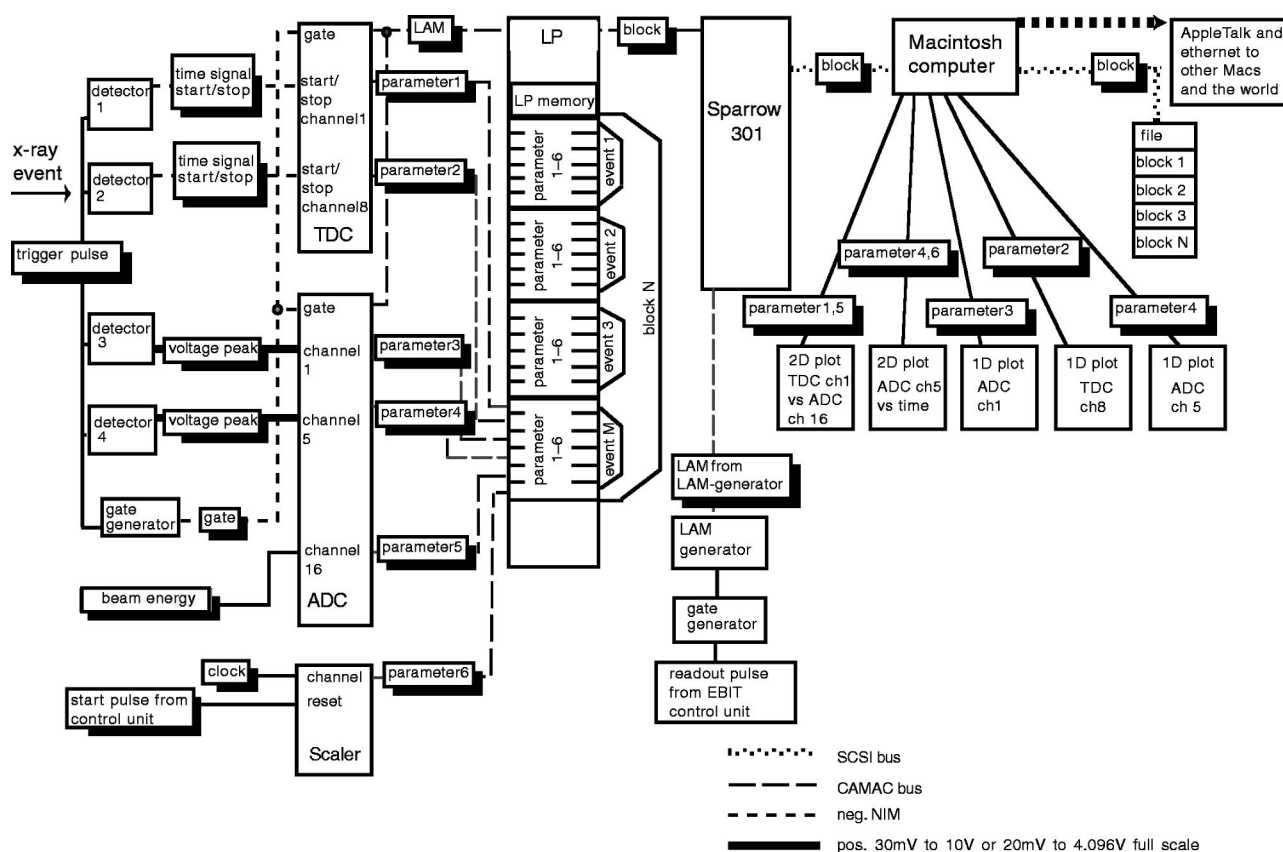 x-ray
event
trigger pulse
detector
1
detector
2
detector
3
detector
4
gate
generator
gate
beam energy
clock
start pulse from
control unit
time signal
start/stop
time signal
start/stop
voltage peak
voltage peak
gate
start/
stop
channel1
start/
stop
channel8
TDC
gate
channel
1
channel
5
channel
16
ADC
channel
reset
Scaler
LAM
parameter1
parameter2
parameter3
parameter4
parameter5
parameter6
LP
LP memory
parameter
1–6
event 1
parameter
1–6
event 2
parameter
1–6
event 3
parameter
1–6
event M
block N
block
Sparrow
301
LAM from
LAM-generator
LAM
generator
gate
generator
readout pulse
from EBIT
control unit
block
Macintosh
computer
block
AppleTalk and
ethernet to
other Macs
and the world
file
block 1
block 2
block 3
block N
parameter4,6
parameter2
parameter1,5
parameter3
parameter4
2D plot
TDC ch1
vs ADC
ch 16
2D plot
ADC ch5
vs time
1D plot
ADC
ch1
1D plot
TDC
ch8
1D plot
ADC
ch 5
SCSI bus
CAMAC bus
neg. NIM
pos. 30mV to 10V or 20mV to 4.096V full scale